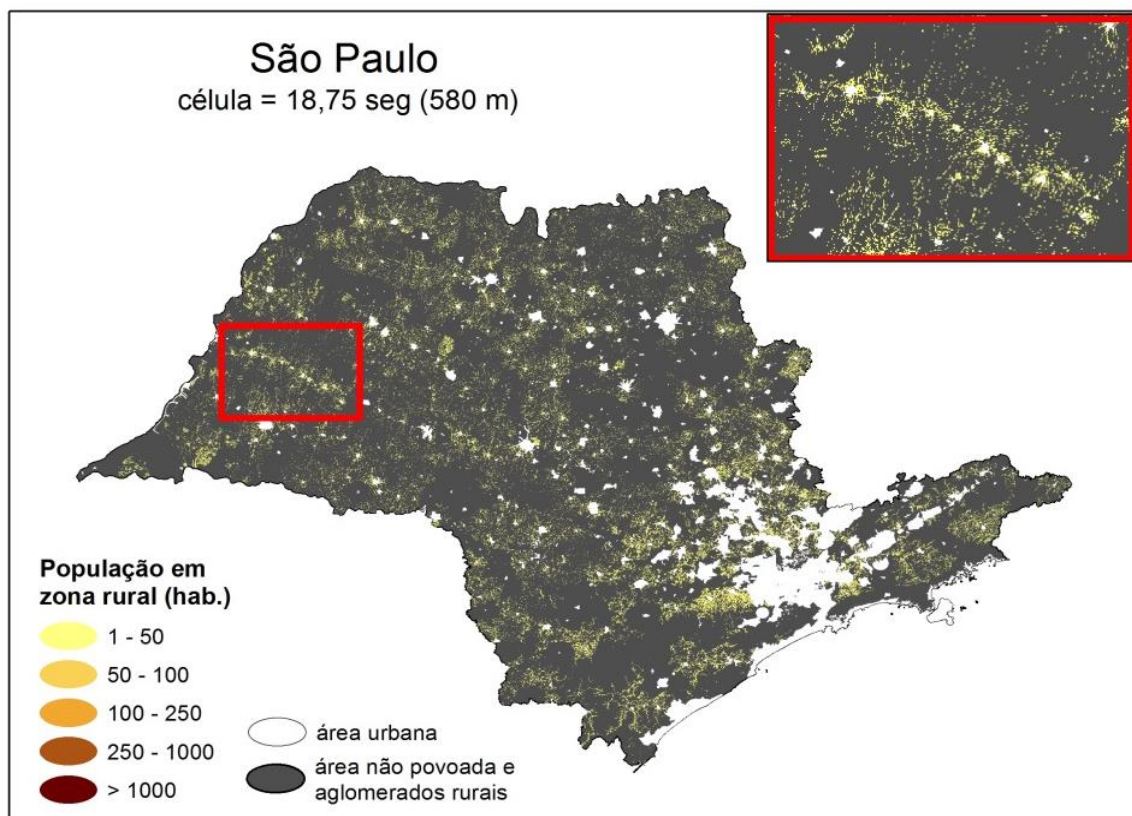 São Paulo
célula = 18,75 seg (580 m)
População em
zona rural (hab.)
1 - 50
50 - 100
100 - 250
250 - 1000
> 1000
área urbana
área não povoada e
aglomerados rurais